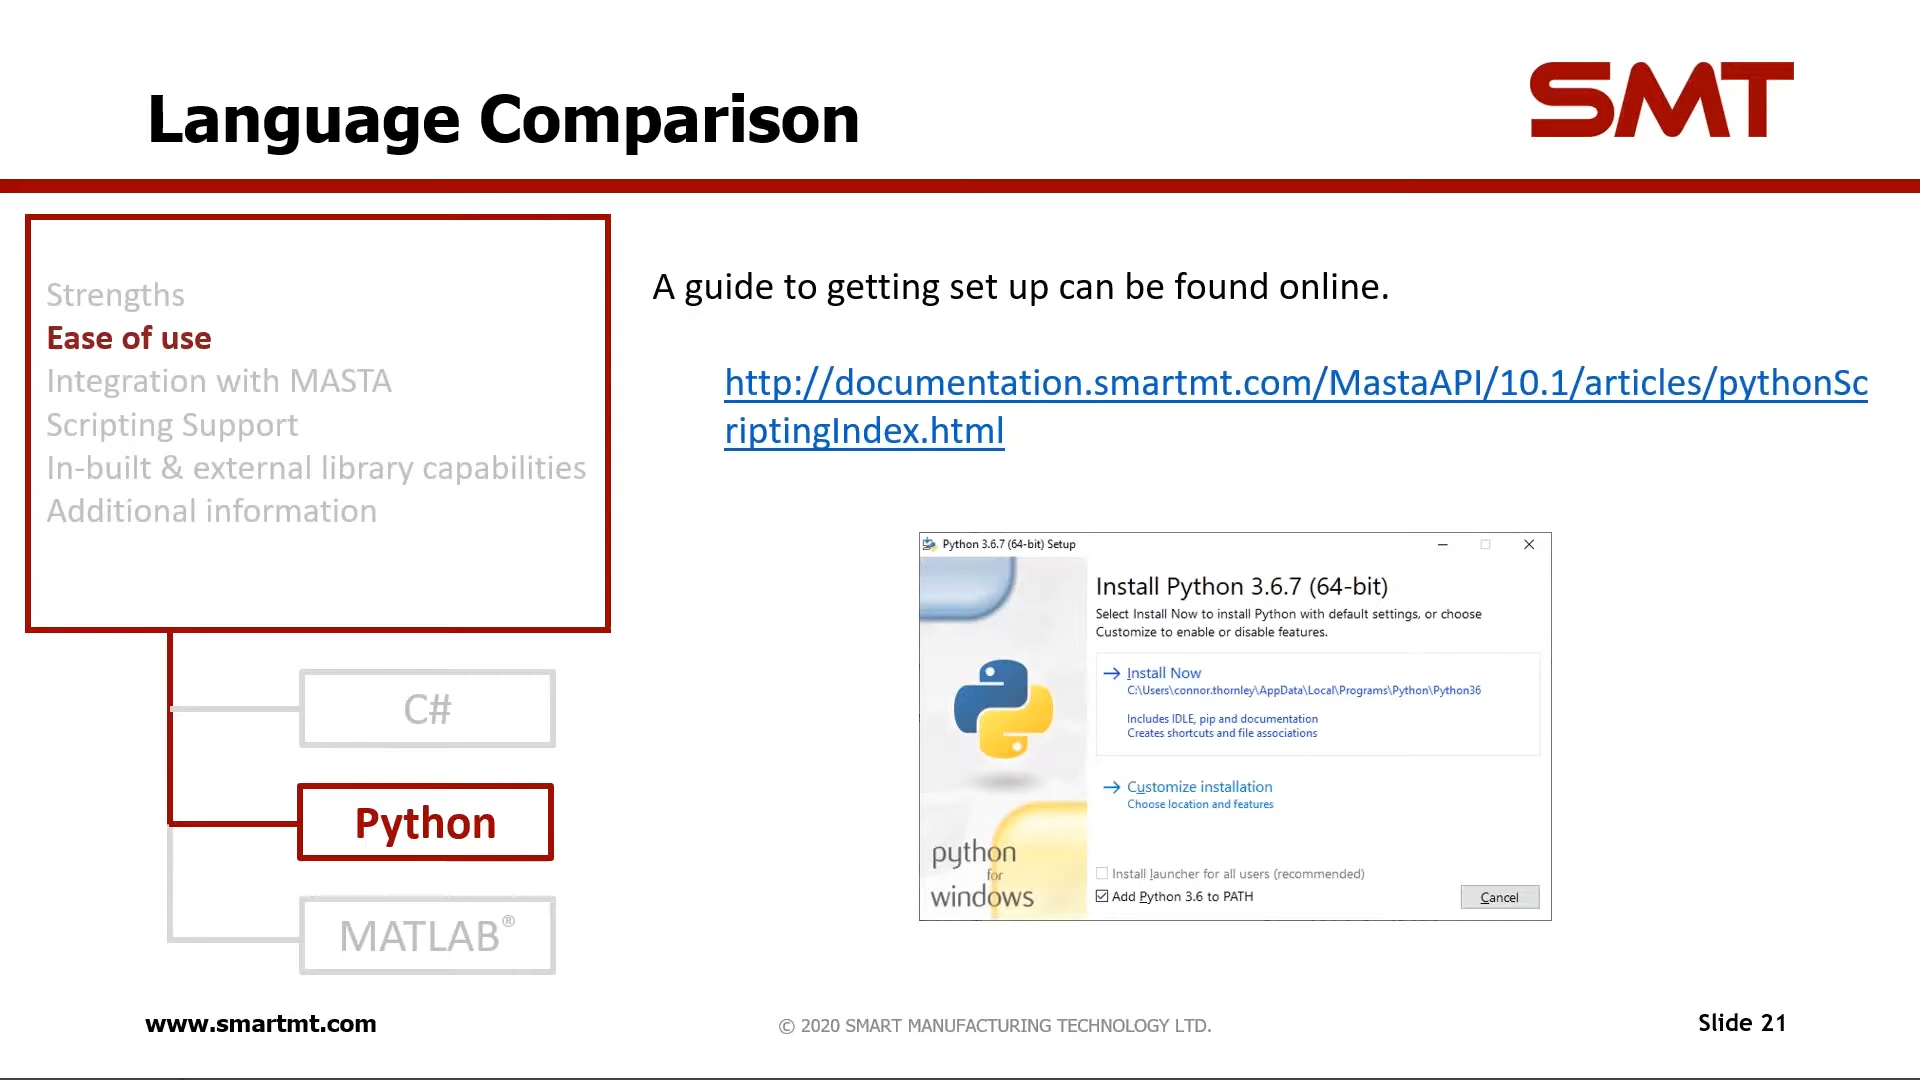 Language Comparison
SMT
Strengths
Ease of use
Integration with MASTA
Scripting Support
In-built & external library capabilities
Additional information
C#
Python
MATLAB®
A guide to getting set up can be found online.
http://documentation.smartmt.com/MastaAPI/10.1/articles/pythonSc
riptingIndex.html
Python 3.6.7 (64-bit) Setup
Install Python 3.6.7 (64-bit)
Select Install Now to install Python with default settings, or choose
Customize to enable or disable features.
Install Now
C:\Users\connor.thornley\AppData\Local\Programs\Python\Python36
Includes IDLE, pip and documentation
Creates shortcuts and file associations
Customize installation
Choose location and features
python
for
windows
Install launcher for all users (recommended)
Add Python 3.6 to PATH
Cancel
www.smartmt.com
© 2020 SMART MANUFACTURING TECHNOLOGY LTD.
Slide 21